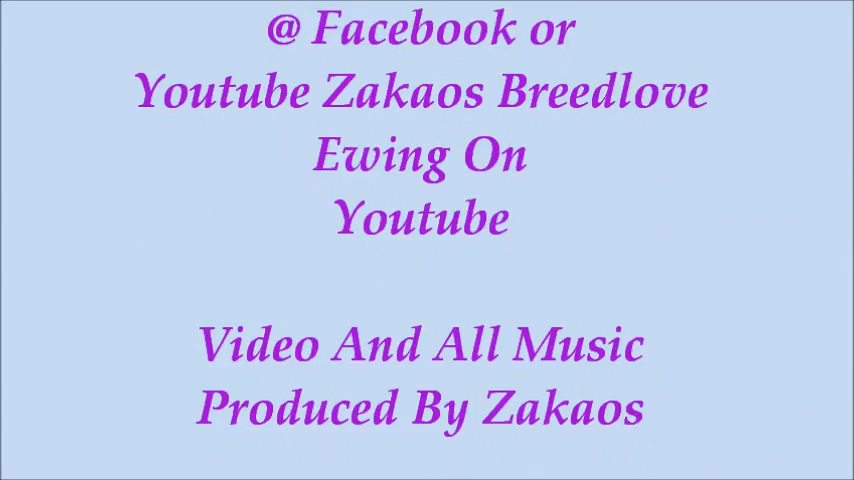 @ Facebook or
Youtube Zakaos Breedlove
Ewing On
Youtube
Video And All Music
Produced By Zakaos